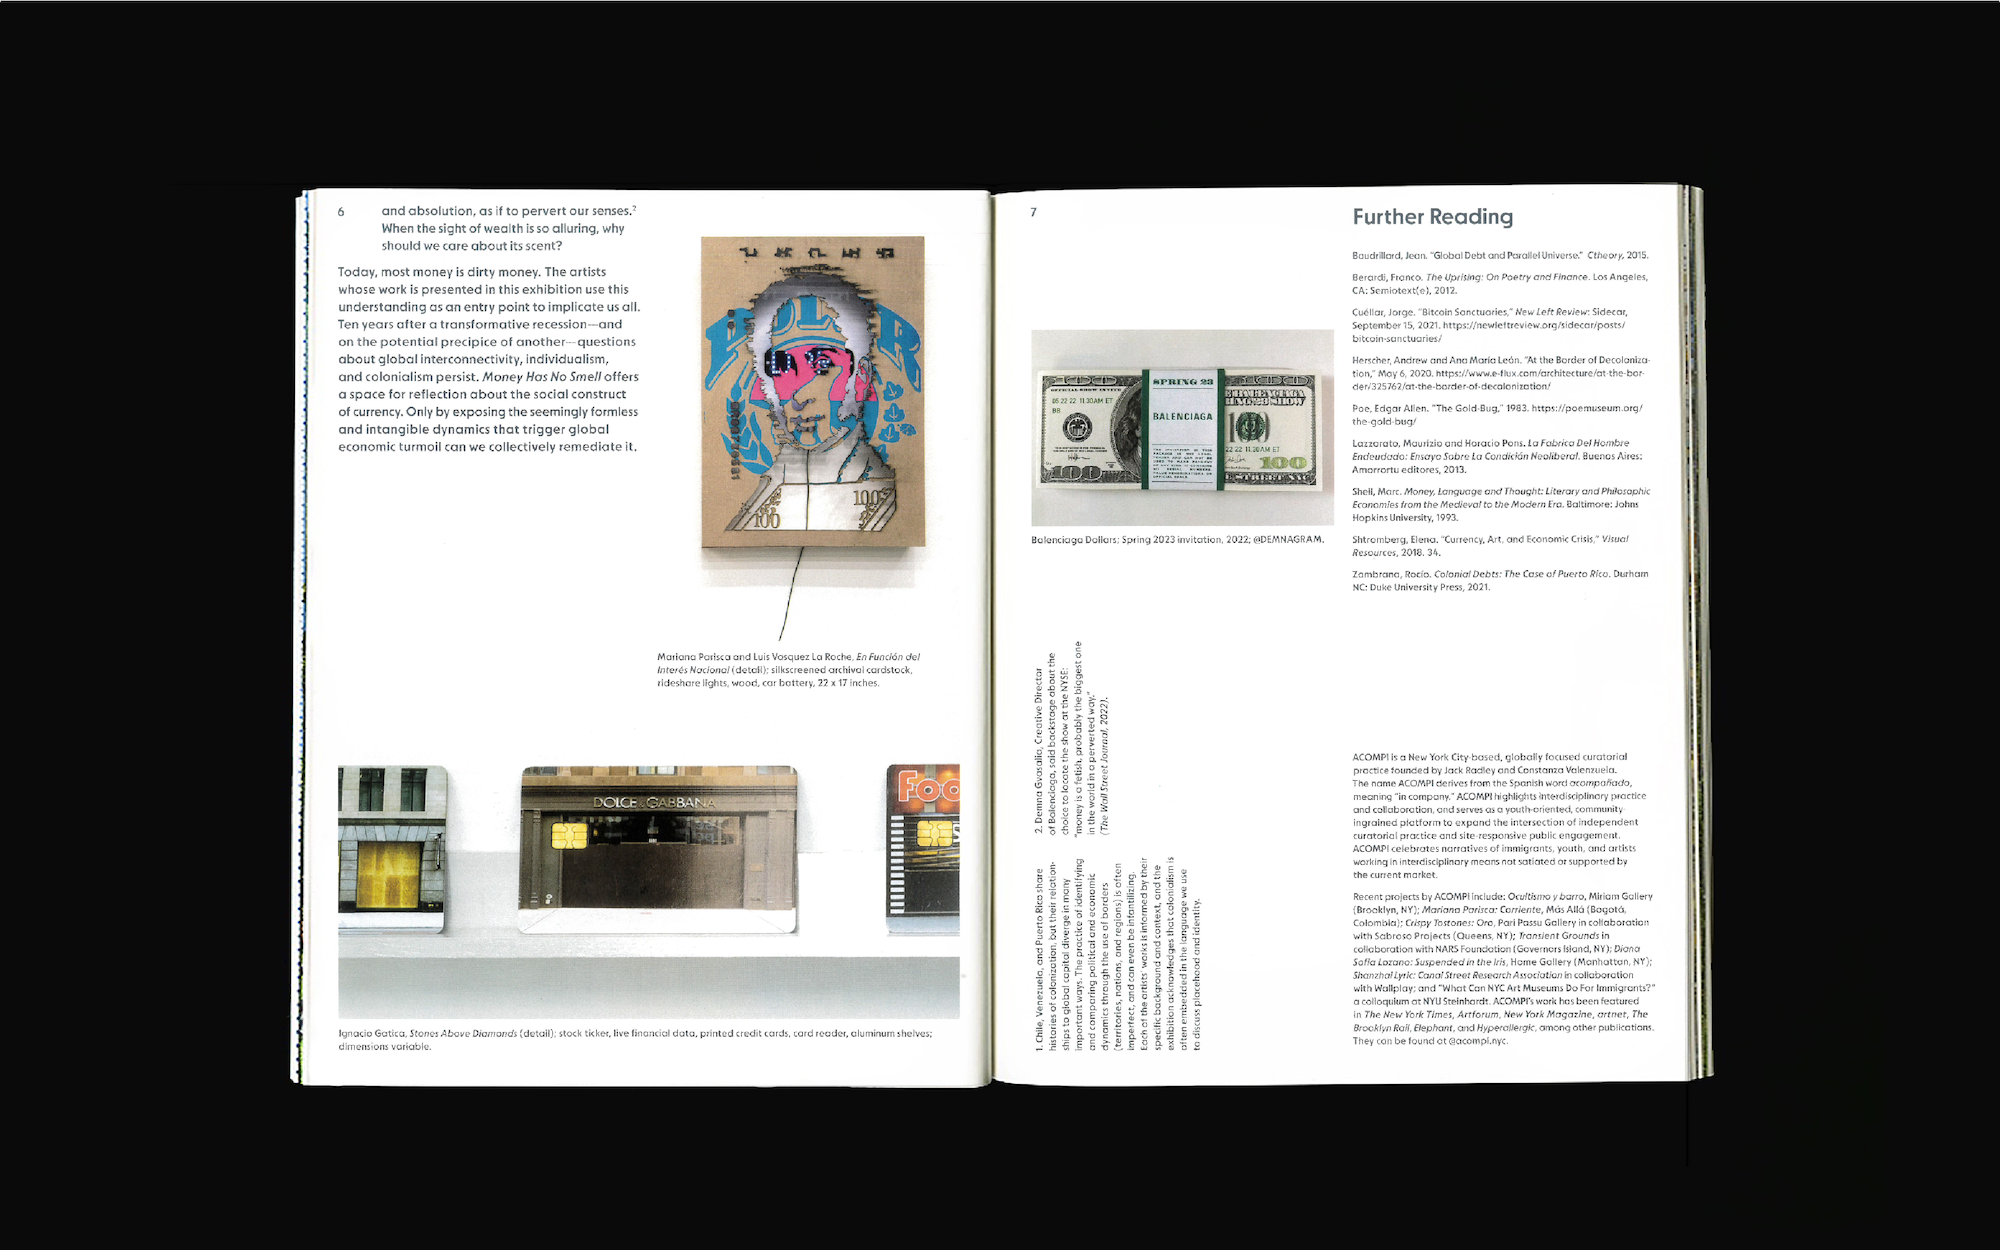 6
and absolution, as if to pervert our senses.²
When the sight of wealth is so alluring, why
should we care about its scent?
Today, most money is dirty money. The artists
whose work is presented in this exhibition use this
understanding as an entry point to implicate us all.
Ten years after a transformative recession—and
on the potential precipice of another—questions
about global interconnectivity, individualism,
and colonialism persist. Money Has No Smell offers
a space for reflection about the social construct
of currency. Only by exposing the seemingly formless
and intangible dynamics that trigger global
economic turmoil can we collectively remediate it.
100
100
Mariana Parisca and Luis Vasquez La Roche, En Función del
Interés Nacional (detail); silkscreened archival cardstock,
rideshare lights, wood, car battery, 22 x 17 inches.
DOLCE & GABBANA
Foo
Ignacio Gatica, Stones Above Diamonds (detail); stock ticker, live financial data, printed credit cards, card reader, aluminum shelves;
dimensions variable.
7
SPRING 23
BALENCIAGA
05 22 22 11.30AM ET
BB
100
100
22 22 11.30AM ET
Balenciaga Dollars; Spring 2023 invitation, 2022; @DEMNAGRAM.
1. Chile, Venezuela, and Puerto Rico share
histories of colonization, but their relation-
ships to global capital diverge in many
important ways. The practice of identifying
and comparing political and economic
dynamics through the use of borders
(territories, nations, and regions) is often
imperfect, and can even be infantilizing.
Each of the artists' works is informed by their
specific background and context, and the
exhibition acknowledges that colonialism is
often embedded in the language we use
to discuss placehood and identity.
2. Demna Gvasalia, Creative Director
of Balenciaga, said backstage about the
choice to locate the show at the NYSE:
"money is a fetish, probably the biggest one
in the world in a perverted way."
(The Wall Street Journal, 2022).
Further Reading
Baudrillard, Jean. "Global Debt and Parallel Universe." Ctheory, 2015.
Berardi, Franco. The Uprising: On Poetry and Finance. Los Angeles,
CA: Semiotext(e), 2012.
Cuéllar, Jorge. "Bitcoin Sanctuaries," New Left Review: Sidecar,
September 15, 2021. https://newleftreview.org/sidecar/posts/
bitcoin-sanctuaries/
Herscher, Andrew and Ana María León. "At the Border of Decoloniza-
tion," May 6, 2020. https://www.e-flux.com/architecture/at-the-bor-
der/325762/at-the-border-of-decolonization/
Poe, Edgar Allen. "The Gold-Bug," 1983. https://poemuseum.org/
the-gold-bug/
Lazzarato, Maurizio and Horacio Pons. La Fabrica Del Hombre
Endeudado: Ensayo Sobre La Condición Neoliberal. Buenos Aires:
Amorrortu editores, 2013.
Shell, Marc. Money, Language and Thought: Literary and Philosophic
Economies from the Medieval to the Modern Era. Baltimore: Johns
Hopkins University, 1993.
Shtromberg, Elena. "Currency, Art, and Economic Crisis," Visual
Resources, 2018. 34.
Zambrana, Rocío. Colonial Debts: The Case of Puerto Rico. Durham
NC: Duke University Press, 2021.
ACOMPI is a New York City-based, globally focused curatorial
practice founded by Jack Radley and Constanza Valenzuela.
The name ACOMPI derives from the Spanish word acompañado,
meaning "in company." ACOMPI highlights interdisciplinary practice
and collaboration, and serves as a youth-oriented, community-
ingrained platform to expand the intersection of independent
curatorial practice and site-responsive public engagement.
ACOMPI celebrates narratives of immigrants, youth, and artists
working in interdisciplinary means not satiated or supported by
the current market.
Recent projects by ACOMPI include: Ocultismo y barro, Miriam Gallery
(Brooklyn, NY); Mariana Parisca: Corriente, Más Allá (Bogotá,
Colombia); Crispy Tostones: Oro, Pari Passu Gallery in collaboration
with Sabroso Projects (Queens, NY); Transient Grounds in
collaboration with NARS Foundation (Governors Island, NY); Diana
Sofia Lozano: Suspended in the Iris, Home Gallery (Manhattan, NY);
Shanzhai Lyric: Canal Street Research Association in collaboration
with Wallplay; and "What Can NYC Art Museums Do For Immigrants?"
a colloquium at NYU Steinhardt. ACOMPI's work has been featured
in The New York Times, Artforum, New York Magazine, artnet, The
Brooklyn Rail, Elephant, and Hyperallergic, among other publications.
They can be found at @acompi.nyc.